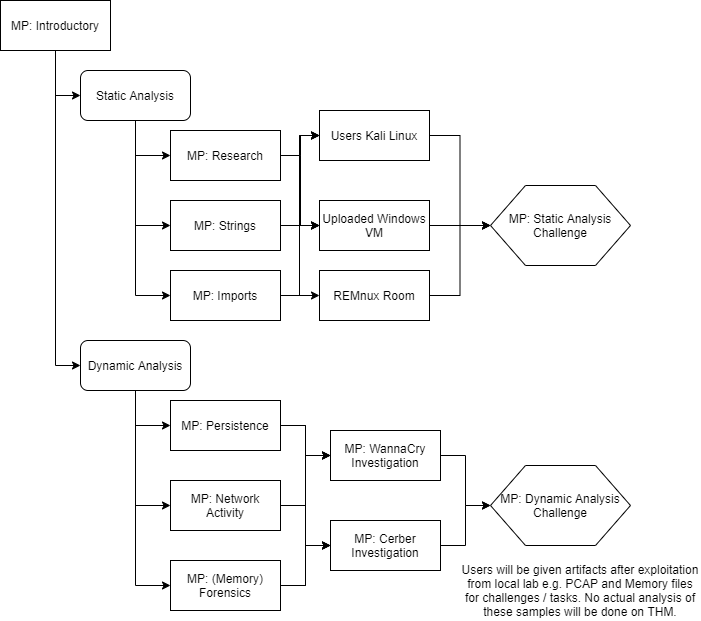 MP: Introductory
Static Analysis
MP: Research
Users Kali Linux
MP: Strings
Uploaded Windows
VM
MP: Static Analysis
Challenge
MP: Imports
REMnux Room
Dynamic Analysis
MP: Persistence
MP: WannaCry
Investigation
MP: Network
Activity
MP: Dynamic Analysis
Challenge
MP: Cerber
Investigation
MP: (Memory)
Forensics
Users will be given artifacts after exploitation
from local lab e.g. PCAP and Memory files
for challenges / tasks. No actual analysis of
these samples will be done on THM.